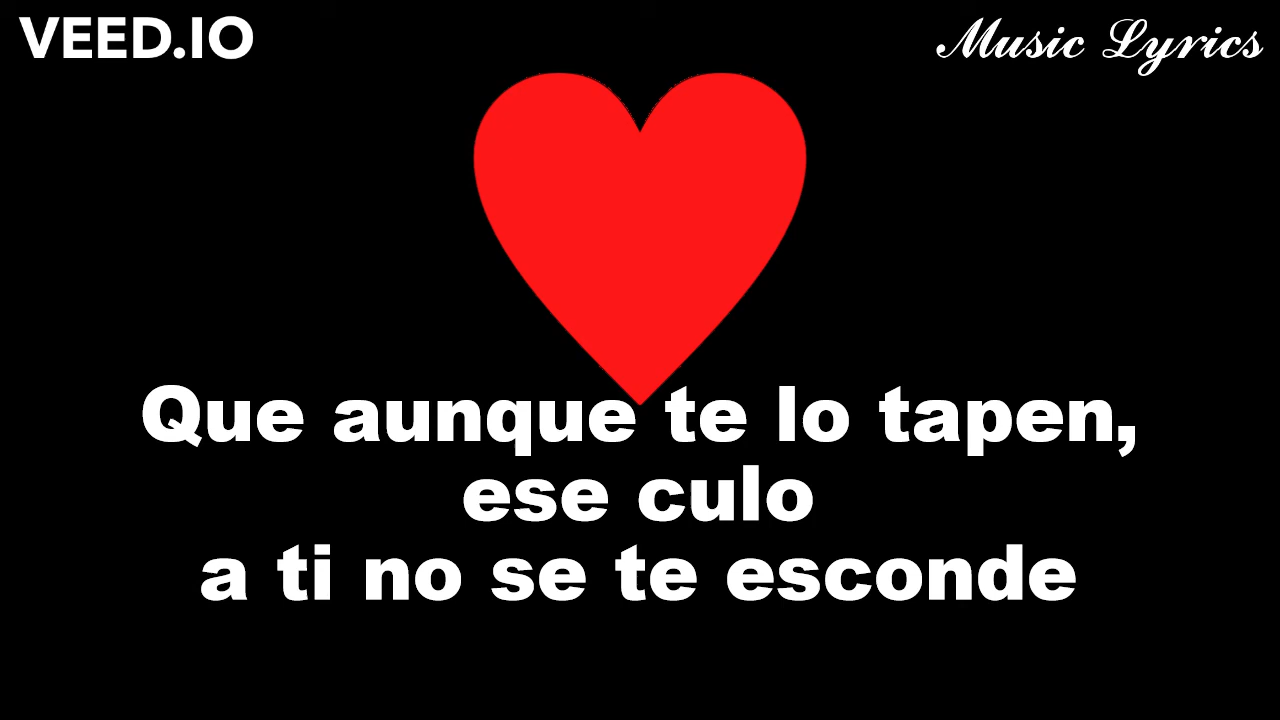 VEED.IO
Music Lyrics
Que aunque te lo tapen,
ese culo
a ti no se te esconde